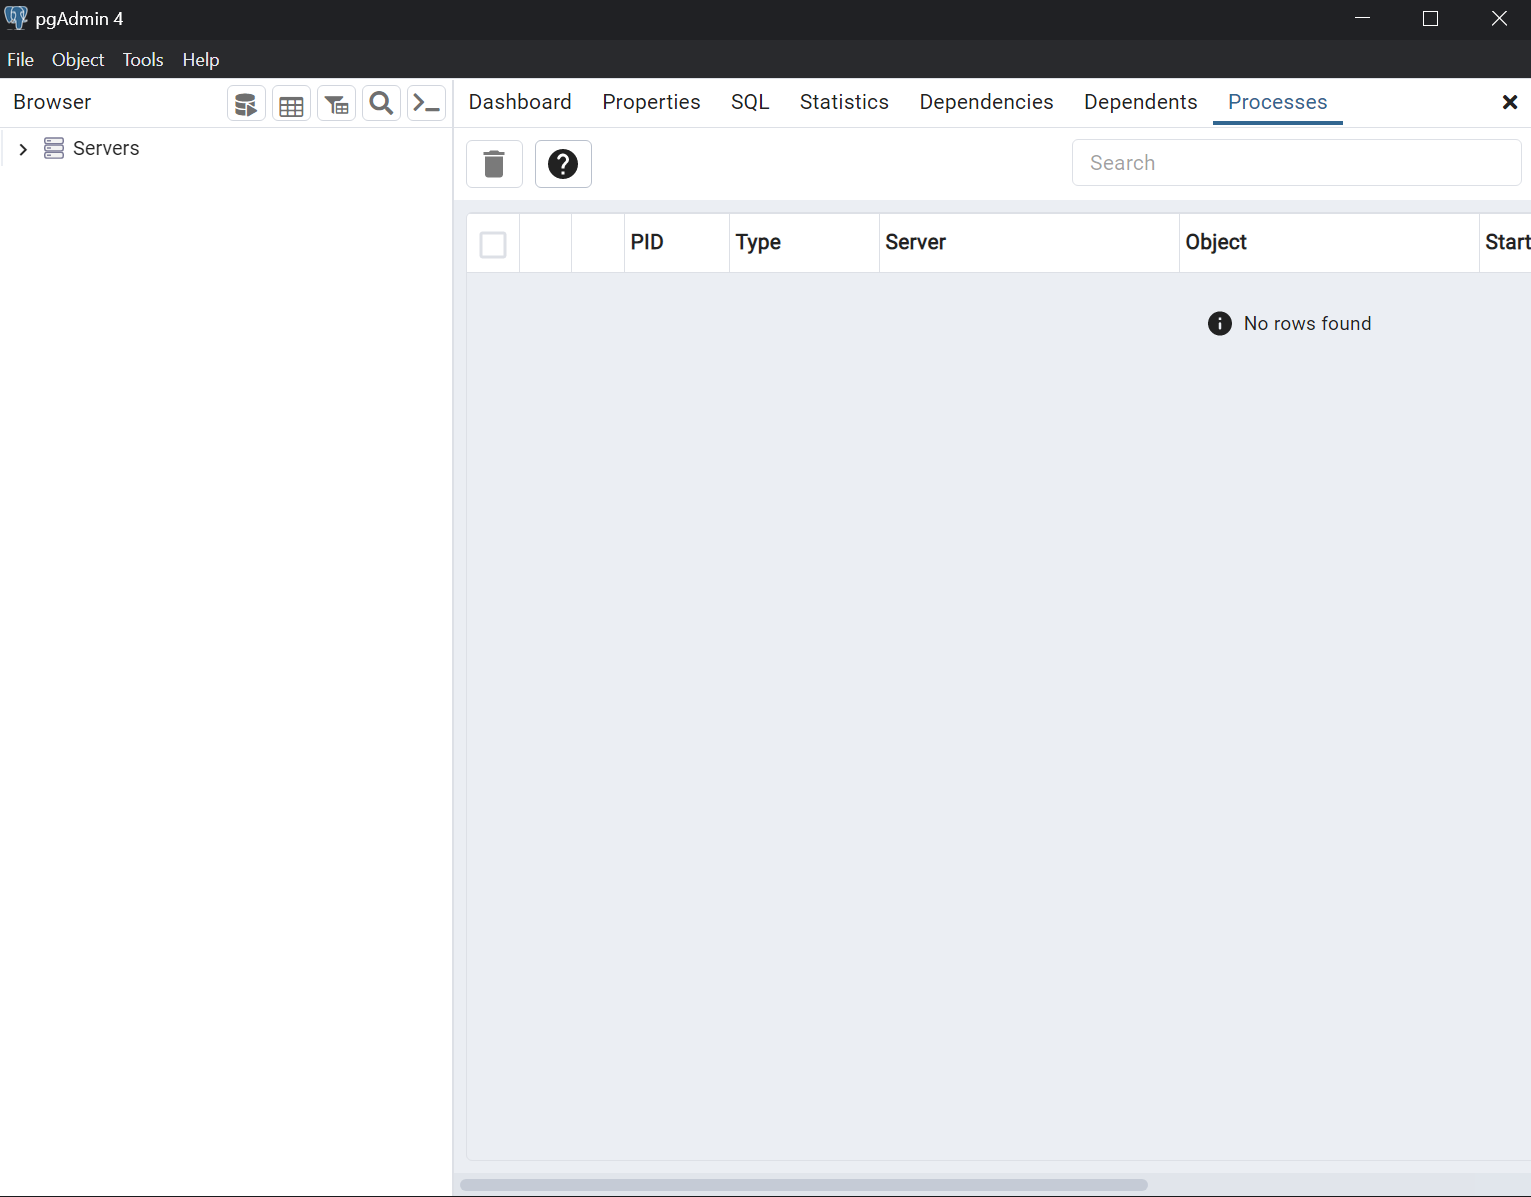 pgAdmin 4
File Object Tools Help
Browser
Dashboard Properties SQL Statistics Dependencies Dependents Processes
Servers
Search
PID Type Server Object Start
No rows found